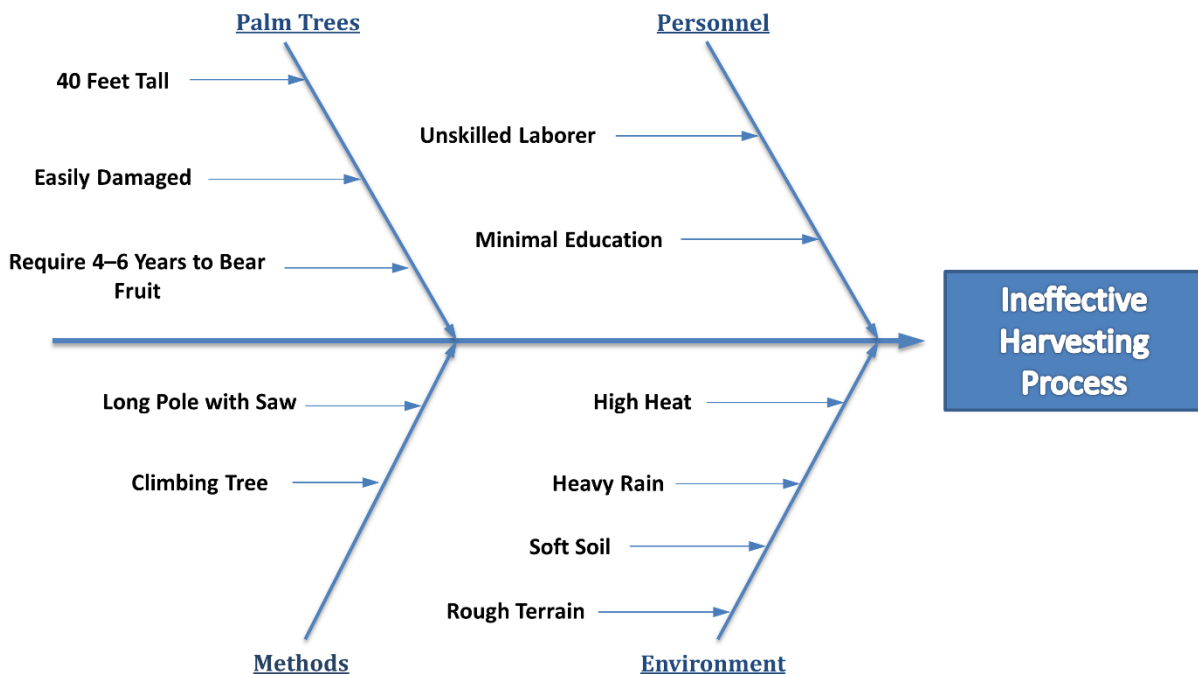 Palm Trees
Personnel
40 Feet Tall
Unskilled Laborer
Easily Damaged
Minimal Education
Require 4–6 Years to Bear
Fruit
Ineffective
Harvesting
Process
Long Pole with Saw
High Heat
Climbing Tree
Heavy Rain
Soft Soil
Rough Terrain
Methods
Environment